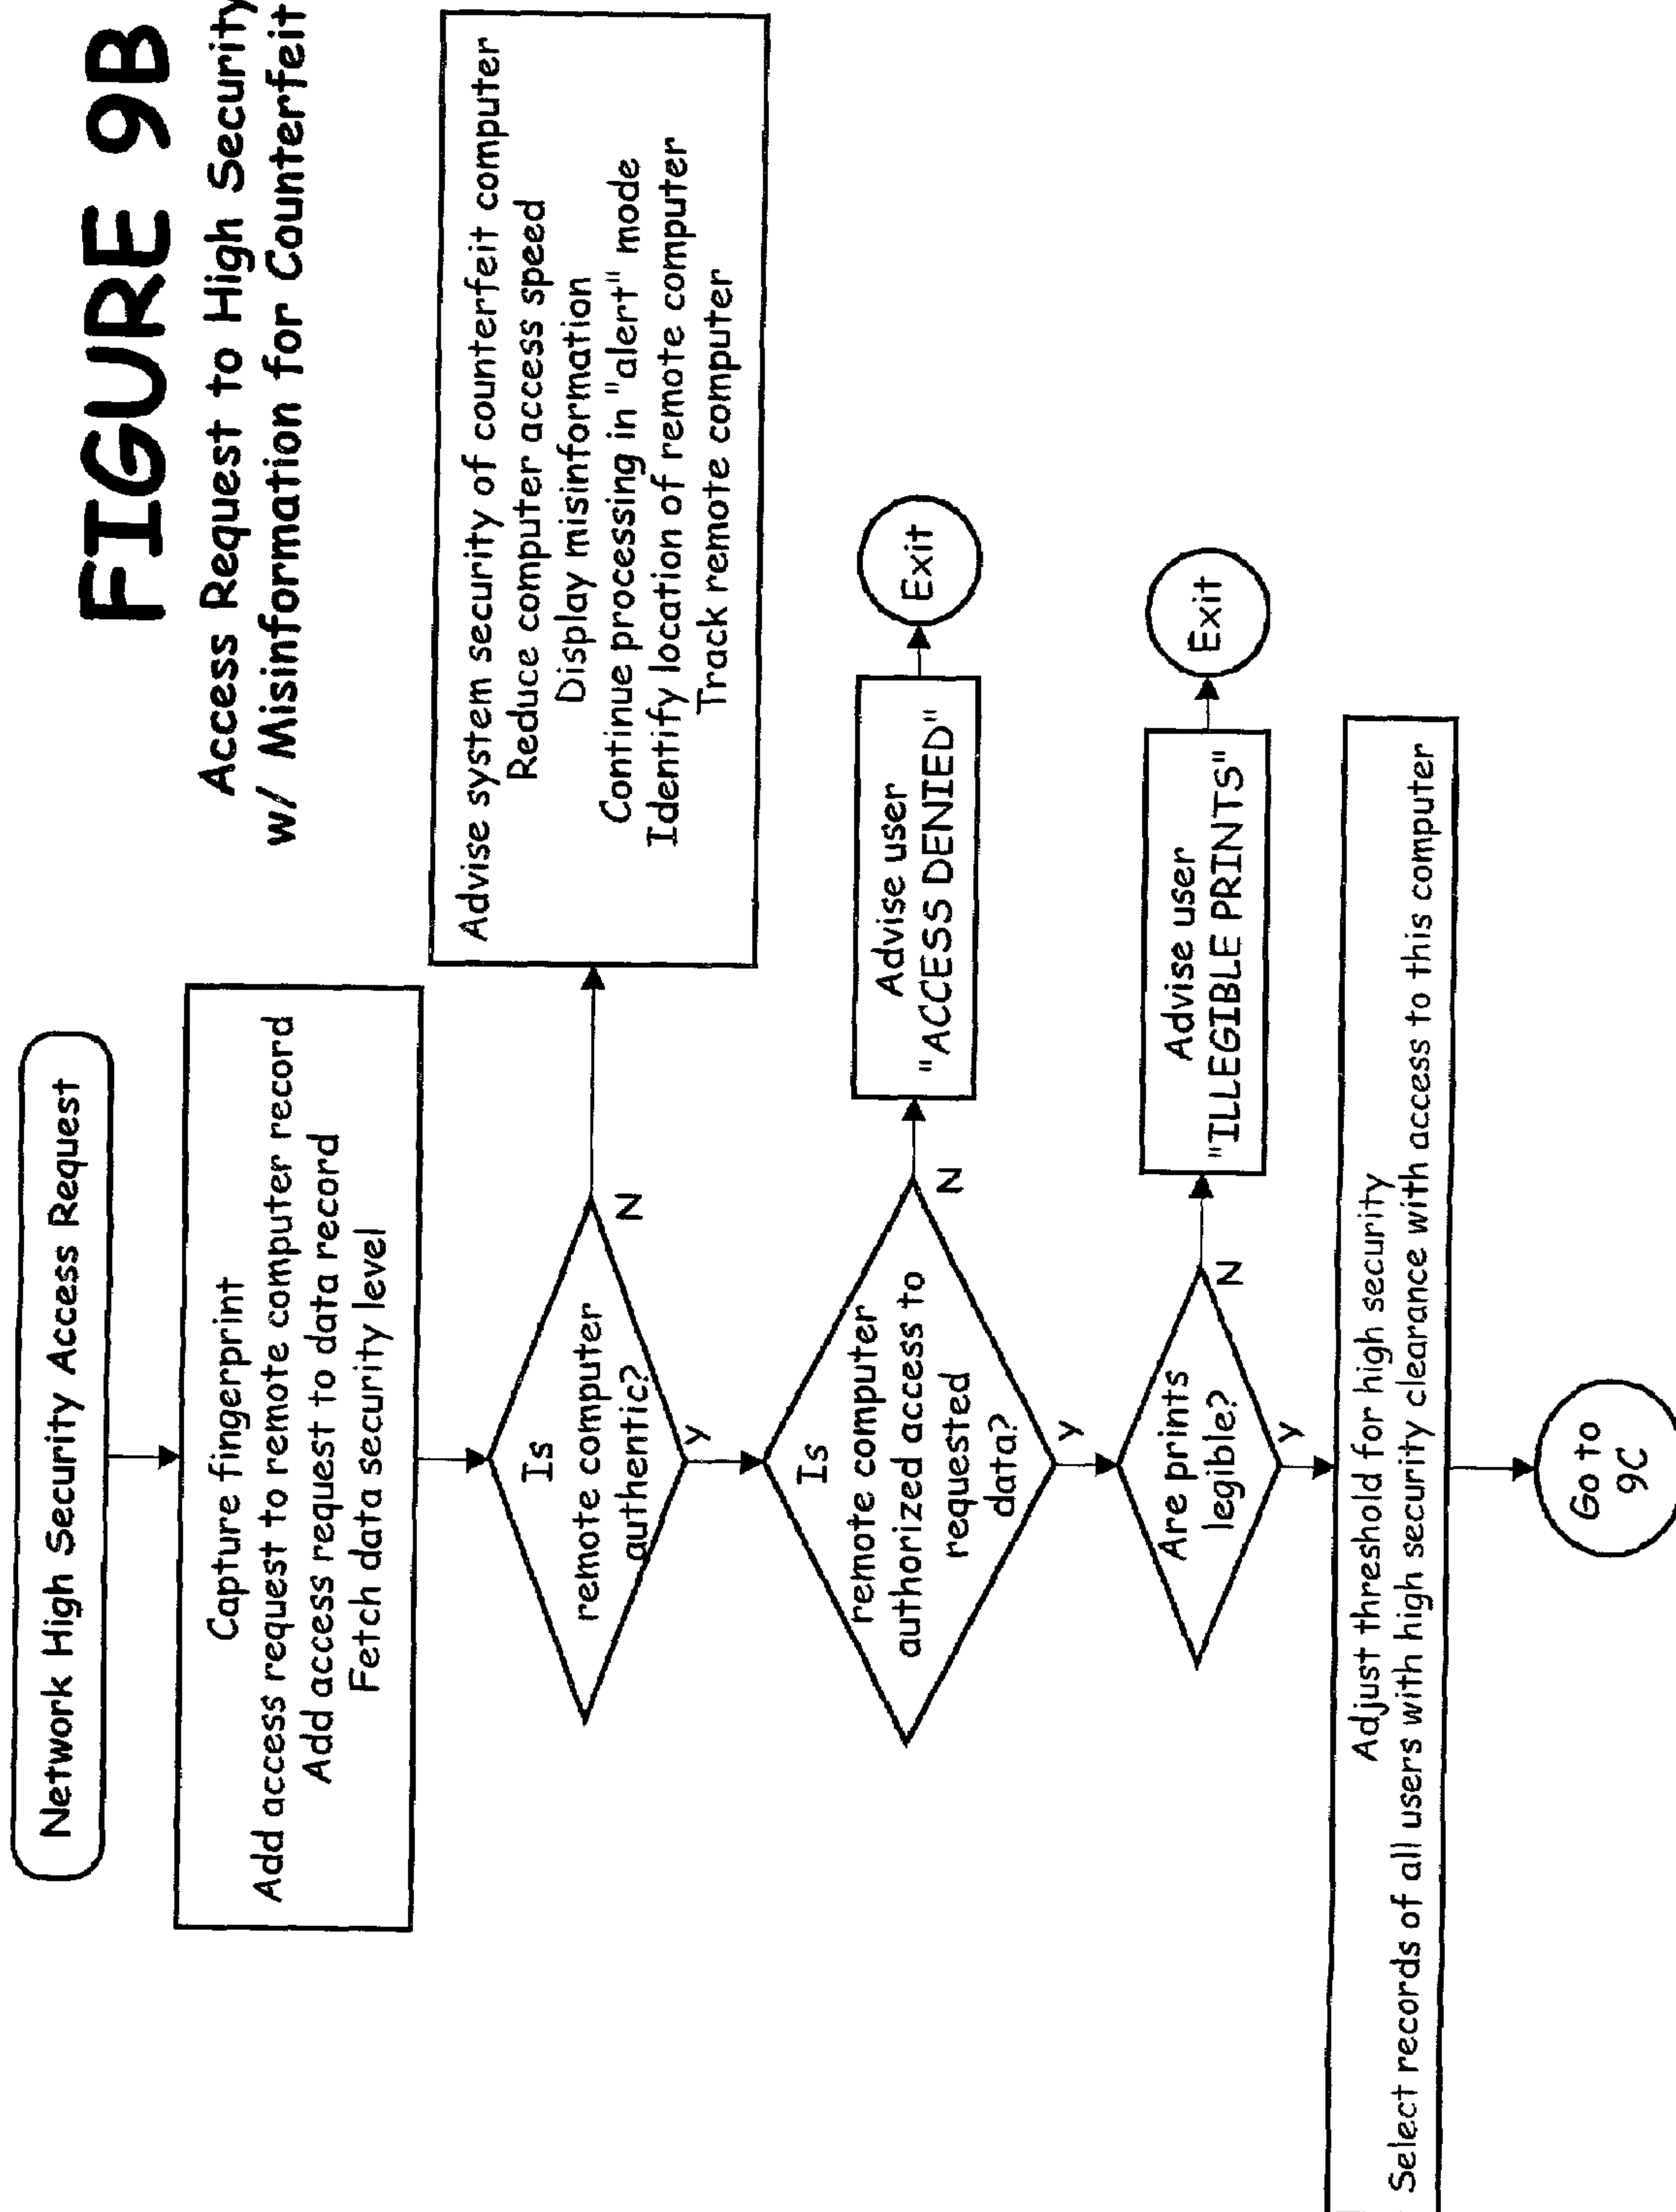 FIGURE 9B
Access Request to High Security
w/ Misinformation for Counterfeit
Network High Security Access Request
Capture fingerprint
Add access request to remote computer record
Add access request to data record
Fetch data security level
Is
remote computer
authentic?
N
Y
Advise system security of counterfeit computer
Reduce computer access speed
Display misinformation
Continue processing in "alert" mode
Identify location of remote computer
Track remote computer
Is
remote computer
authorized access to
requested
data?
N
Y
Advise user
"ACCESS DENIED"
Exit
Are prints
legible?
N
Y
Advise user
"ILLEGIBLE PRINTS"
Exit
Adjust threshold for high security
Select records of all users with high security clearance with access to this computer
Go to
9C